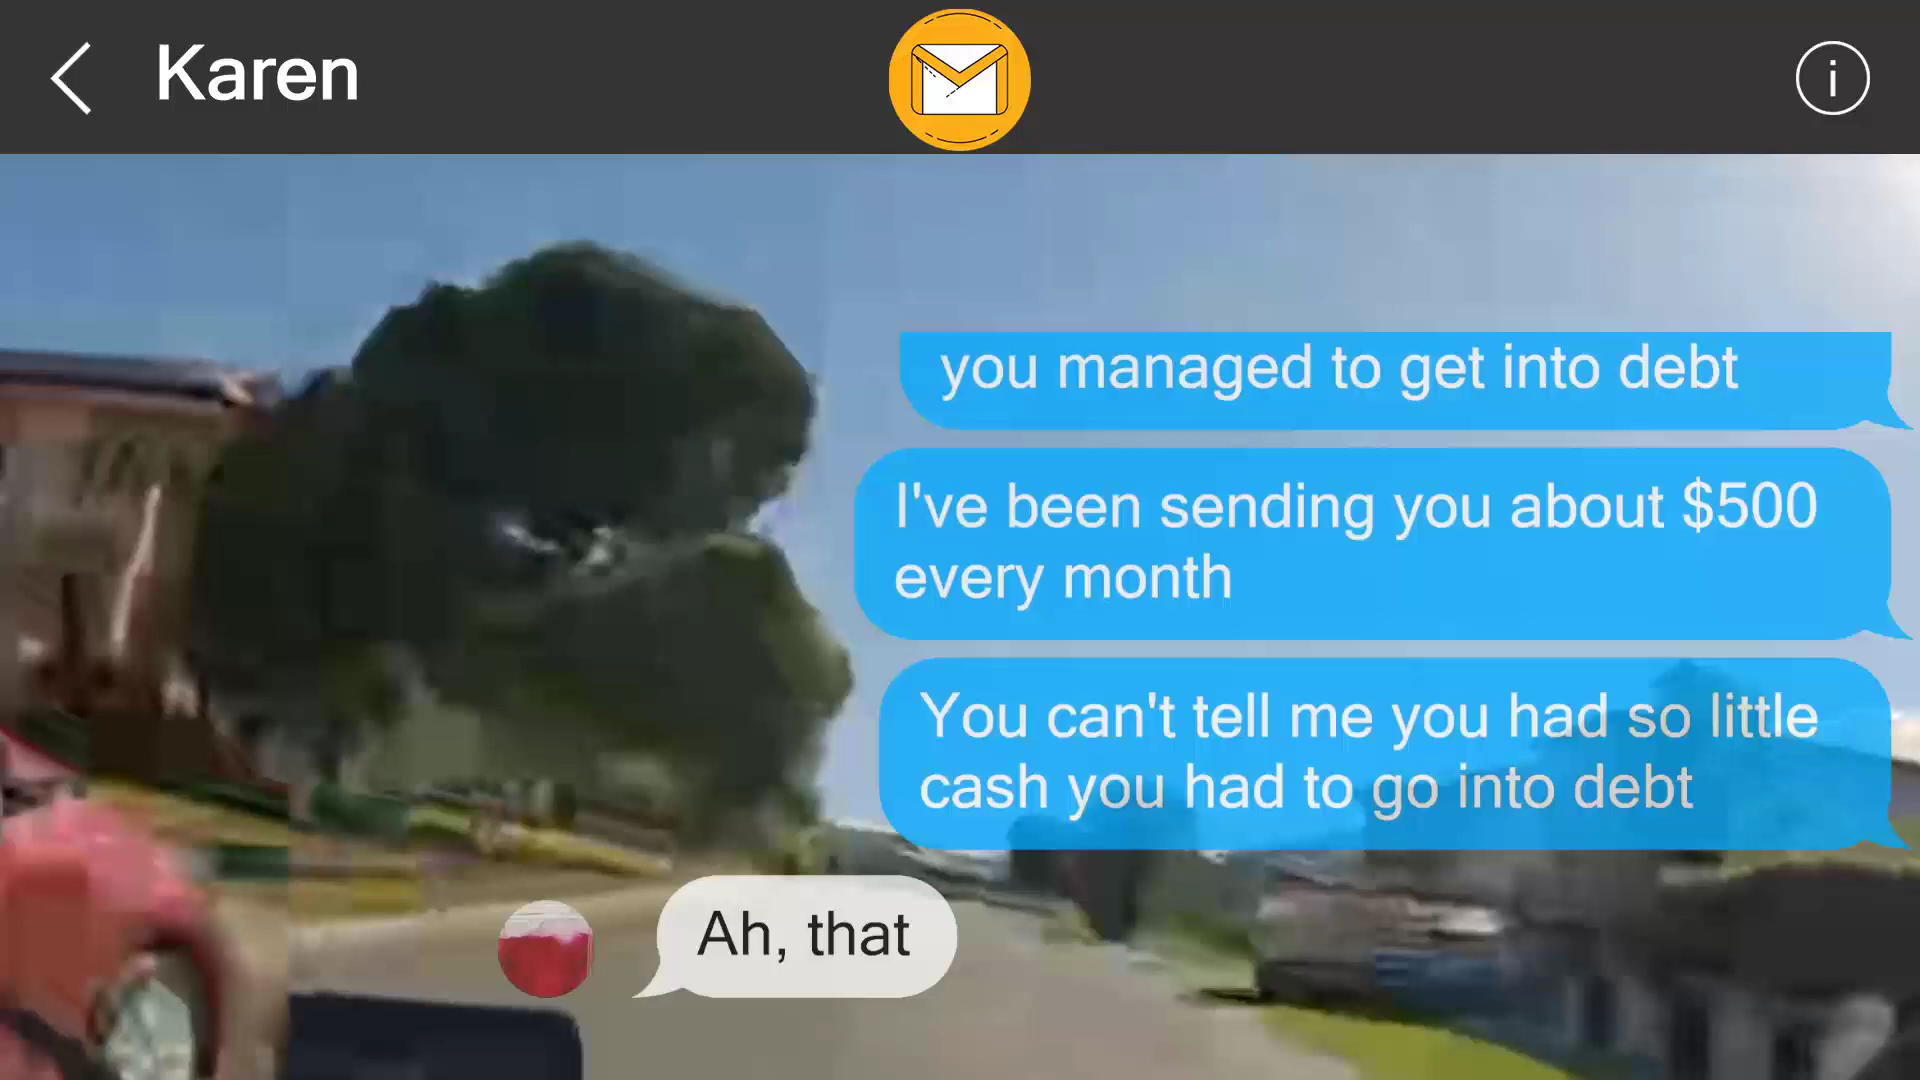 Karen
i
you managed to get into debt
I've been sending you about $500
every month
You can't tell me you had so little
cash you had to go into debt
Ah, that